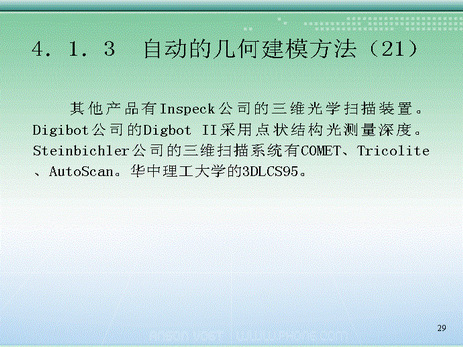 4．1．3　自动的几何建模方法（21）
其他产品有Inspeck公司的三维光学扫描装置。
Digibot公司的Digbot II采用点状结构光测量深度。
Steinbichler公司的三维扫描系统有COMET、Tricolite
、AutoScan。华中理工大学的3DLCS95。
29